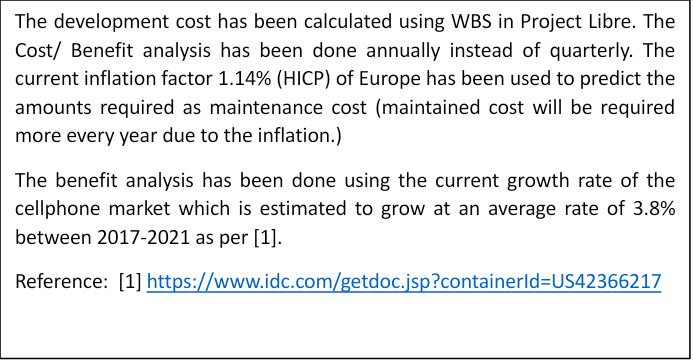 The development cost has been calculated using WBS in Project Libre. The
Cost/ Benefit analysis has been done annually instead of quarterly. The
current inflation factor 1.14% (HICP) of Europe has been used to predict the
amounts required as maintenance cost (maintained cost will be required
more every year due to the inflation.)
The benefit analysis has been done using the current growth rate of the
cellphone market which is estimated to grow at an average rate of 3.8%
between 2017-2021 as per [1].
Reference: [1] https://www.idc.com/getdoc.jsp?containerId=US42366217